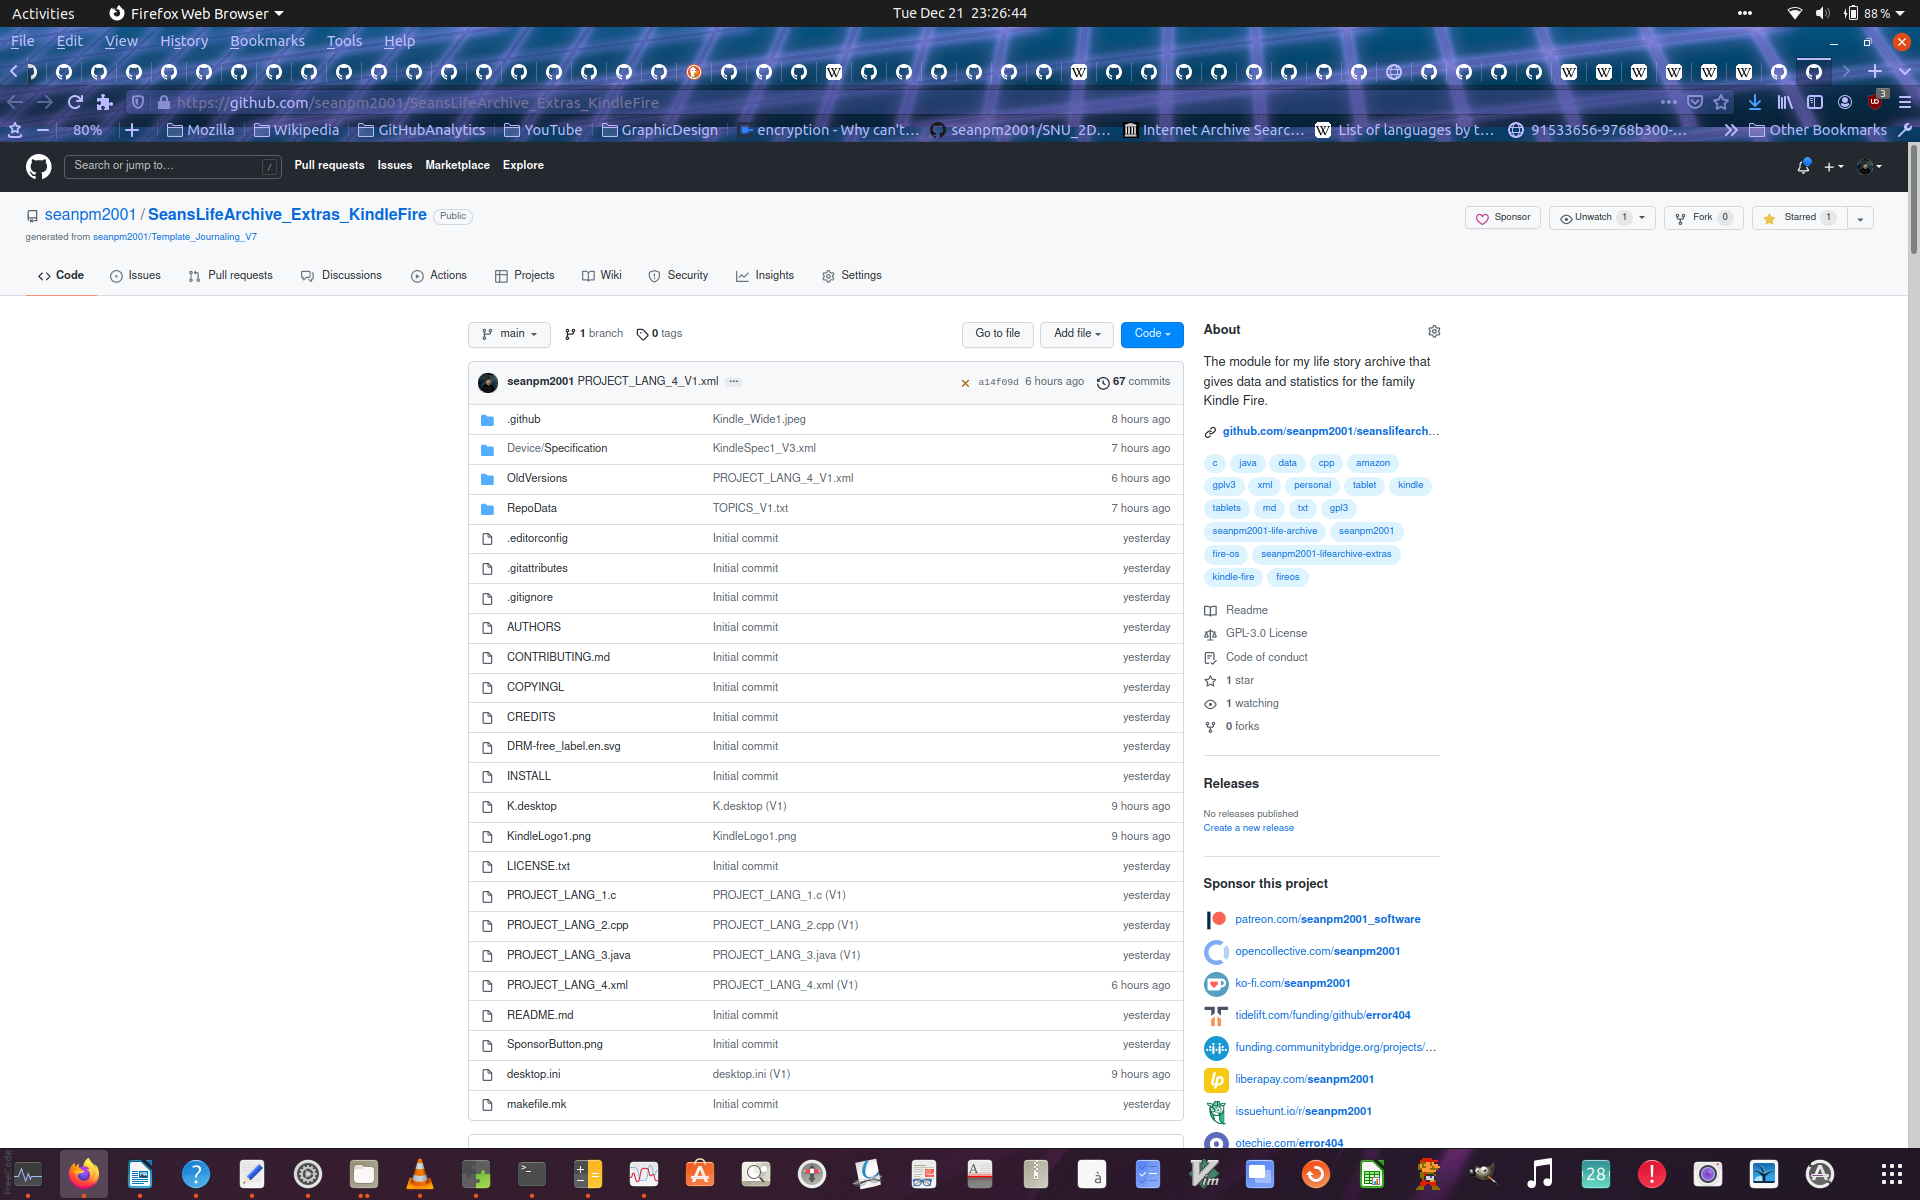 Activities Firefox Web Browser Tue Dec 21 23:26:44 88 %
File Edit View History Bookmarks Tools Help
https://github.com/seanpm2001/SeansLifeArchive_Extras_KindleFire 3
80% Mozilla Wikipedia GitHubAnalytics YouTube GraphicDesign encryption - Why can't… seanpm2001/SNU_2D… Internet Archive Searc… List of languages by t… 91533656-9768b300-… Other Bookmarks
Search or jump to… / Pull requests Issues Marketplace Explore
seanpm2001 / SeansLifeArchive_Extras_KindleFire Public Sponsor Unwatch 1 Fork 0 Starred 1
generated from seanpm2001/Template_Journaling_V7
Code Issues Pull requests Discussions Actions Projects Wiki Security Insights Settings
main 1 branch 0 tags Go to file Add file Code
seanpm2001 PROJECT_LANG_4_V1.xml … a14f09d 6 hours ago 67 commits
.github Kindle_Wide1.jpeg 8 hours ago
Device/Specification KindleSpec1_V3.xml 7 hours ago
OldVersions PROJECT_LANG_4_V1.xml 6 hours ago
RepoData TOPICS_V1.txt 7 hours ago
.editorconfig Initial commit yesterday
.gitattributes Initial commit yesterday
.gitignore Initial commit yesterday
AUTHORS Initial commit yesterday
CONTRIBUTING.md Initial commit yesterday
COPYINGL Initial commit yesterday
CREDITS Initial commit yesterday
DRM-free_label.en.svg Initial commit yesterday
INSTALL Initial commit yesterday
K.desktop K.desktop (V1) 9 hours ago
KindleLogo1.png KindleLogo1.png 9 hours ago
LICENSE.txt Initial commit yesterday
PROJECT_LANG_1.c PROJECT_LANG_1.c (V1) yesterday
PROJECT_LANG_2.cpp PROJECT_LANG_2.cpp (V1) yesterday
PROJECT_LANG_3.java PROJECT_LANG_3.java (V1) yesterday
PROJECT_LANG_4.xml PROJECT_LANG_4.xml (V1) 6 hours ago
README.md Initial commit yesterday
SponsorButton.png Initial commit yesterday
desktop.ini desktop.ini (V1) 9 hours ago
makefile.mk Initial commit yesterday
About
The module for my life story archive that
gives data and statistics for the family
Kindle Fire.
github.com/seanpm2001/seanslifearch…
c java data cpp amazon
gplv3 xml personal tablet kindle
tablets md txt gpl3
seanpm2001-life-archive seanpm2001
fire-os seanpm2001-lifearchive-extras
kindle-fire fireos
Readme
GPL-3.0 License
Code of conduct
1 star
1 watching
0 forks
Releases
No releases published
Create a new release
Sponsor this project
patreon.com/seanpm2001_software
opencollective.com/seanpm2001
ko-fi.com/seanpm2001
tidelift.com/funding/github/error404
funding.communitybridge.org/projects/…
liberapay.com/seanpm2001
issuehunt.io/r/seanpm2001
otechie.com/error404
28